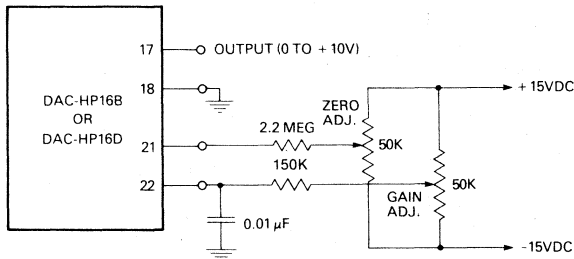 17 OUTPUT (0 TO + 10V)
18
DAC-HP16B
OR
DAC-HP16D
+ 15VDC
ZERO
ADJ.
2.2 MEG
21
50K
150K
22
50K
GAIN
ADJ.
0.01 µF
-15VDC